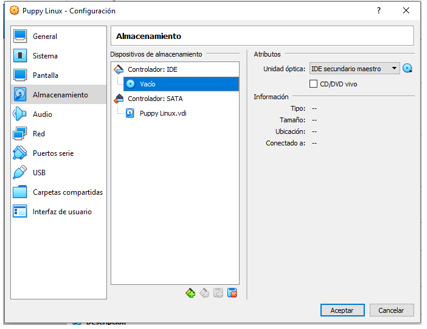 Puppy Linux - Configuración
General
Sistema
Pantalla
Almacenamiento
Audio
Red
Puertos serie
USB
Carpetas compartidas
Interfaz de usuario
Almacenamiento
Dispositivos de almacenamiento
Controlador: IDE
Vacío
Controlador: SATA
Puppy Linux.vdi
Atributos
Unidad óptica: IDE secundario maestro
CD/DVD vivo
Información
Tipo: --
Tamaño: --
Ubicación: --
Conectado a: --
Aceptar Cancelar